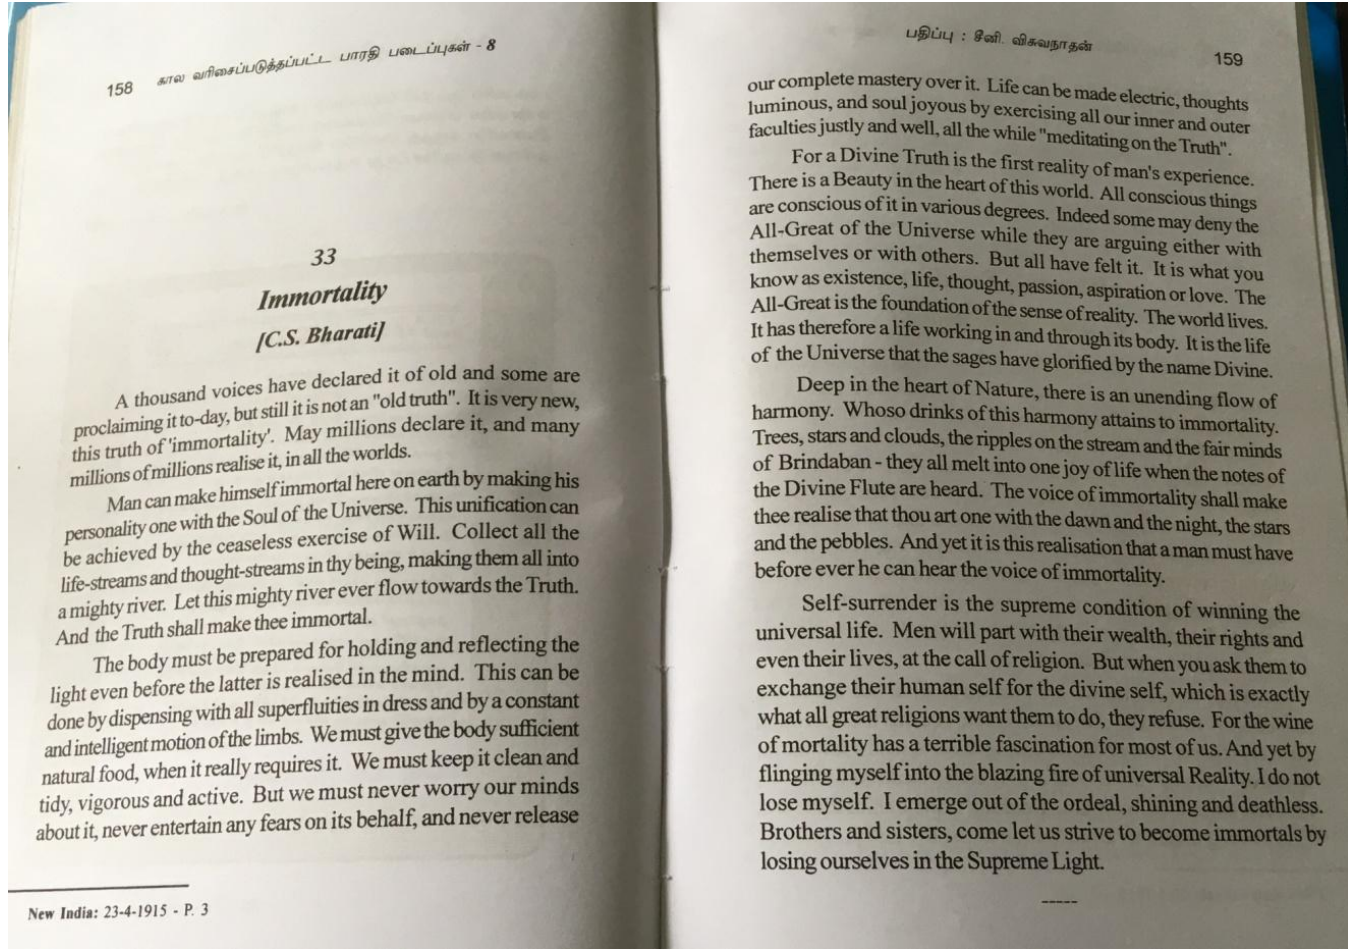 158 கால வரிசைப்படுத்தப்பட்ட பாரதி படைப்புகள் - 8
33
Immortality
[C.S. Bharati]
A thousand voices have declared it of old and some are
proclaiming it to-day, but still it is not an "old truth". It is very new,
this truth of 'immortality'. May millions declare it, and many
millions of millions realise it, in all the worlds.
Man can make himself immortal here on earth by making his
personality one with the Soul of the Universe. This unification can
be achieved by the ceaseless exercise of Will. Collect all the
life-streams and thought-streams in thy being, making them all into
a mighty river. Let this mighty river ever flow towards the Truth.
And the Truth shall make thee immortal.
The body must be prepared for holding and reflecting the
light even before the latter is realised in the mind. This can be
done by dispensing with all superfluities in dress and by a constant
and intelligent motion of the limbs. We must give the body sufficient
natural food, when it really requires it. We must keep it clean and
tidy, vigorous and active. But we must never worry our minds
about it, never entertain any fears on its behalf, and never release
New India: 23-4-1915 - P. 3
பதிப்பு : சீனி. விசுவநாதன்
159
our complete mastery over it. Life can be made electric, thoughts
luminous, and soul joyous by exercising all our inner and outer
faculties justly and well, all the while "meditating on the Truth".
For a Divine Truth is the first reality of man's experience.
There is a Beauty in the heart of this world. All conscious things
are conscious of it in various degrees. Indeed some may deny the
All-Great of the Universe while they are arguing either with
themselves or with others. But all have felt it. It is what you
know as existence, life, thought, passion, aspiration or love. The
All-Great is the foundation of the sense of reality. The world lives.
It has therefore a life working in and through its body. It is the life
of the Universe that the sages have glorified by the name Divine.
Deep in the heart of Nature, there is an unending flow of
harmony. Whoso drinks of this harmony attains to immortality.
Trees, stars and clouds, the ripples on the stream and the fair minds
of Brindaban - they all melt into one joy of life when the notes of
the Divine Flute are heard. The voice of immortality shall make
thee realise that thou art one with the dawn and the night, the stars
and the pebbles. And yet it is this realisation that a man must have
before ever he can hear the voice of immortality.
Self-surrender is the supreme condition of winning the
universal life. Men will part with their wealth, their rights and
even their lives, at the call of religion. But when you ask them to
exchange their human self for the divine self, which is exactly
what all great religions want them to do, they refuse. For the wine
of mortality has a terrible fascination for most of us. And yet by
flinging myself into the blazing fire of universal Reality. I do not
lose myself. I emerge out of the ordeal, shining and deathless.
Brothers and sisters, come let us strive to become immortals by
losing ourselves in the Supreme Light.
-----